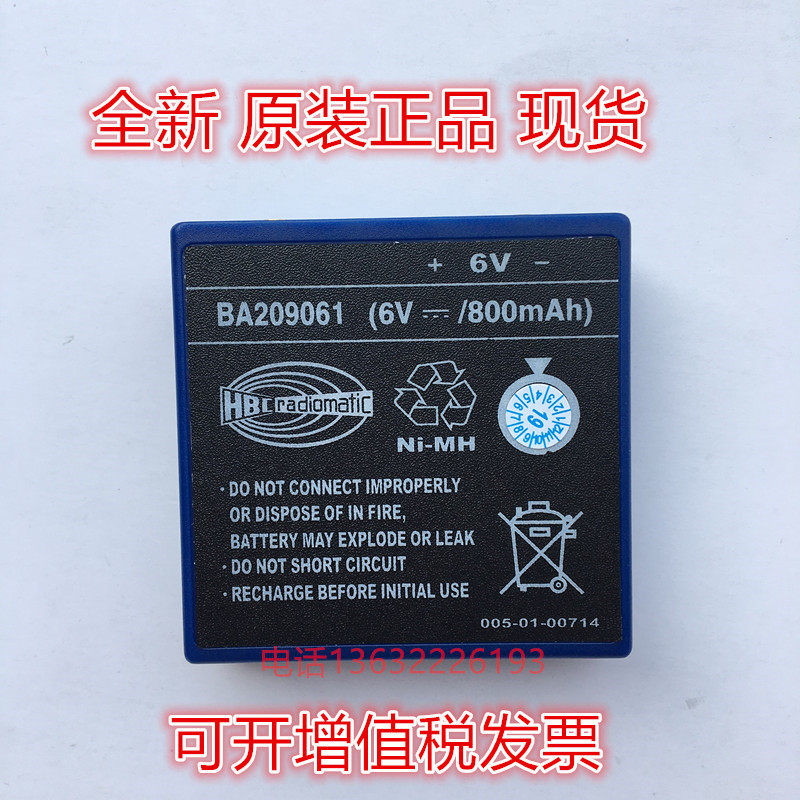 全新 原装正品 现货
+ 6V −
BA209061 (6V ⎓ /800mAh)
HBC radiomatic
Ni-MH
19
· DO NOT CONNECT IMPROPERLY
OR DISPOSE OF IN FIRE,
BATTERY MAY EXPLODE OR LEAK
· DO NOT SHORT CIRCUIT
· RECHARGE BEFORE INITIAL USE
005-01-00714
电话13632226193
可开增值税发票